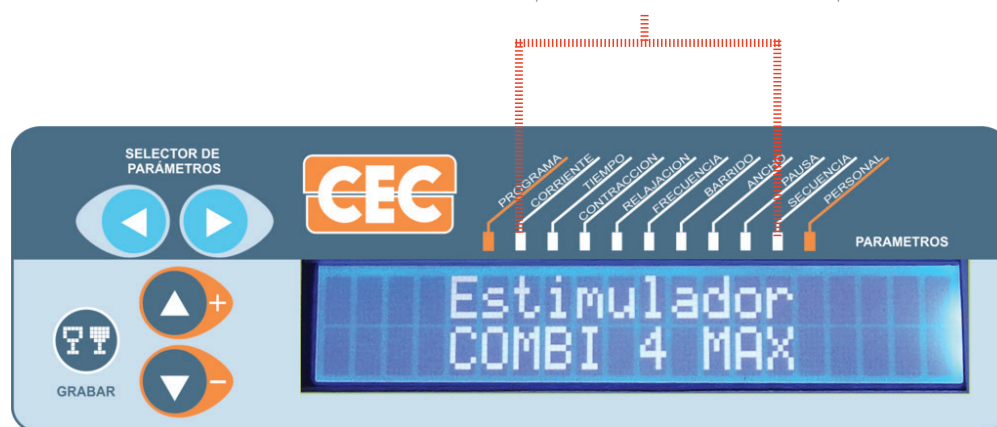 SELECTOR DE
PARÁMETROS
CEC
PROGRAMA
CORRIENTE
TIEMPO
CONTRACCION
RELAJACION
FRECUENCIA
BARRIDO
ANCHO
PAUSA
SECUENCIA
PERSONAL
PARAMETROS
+
Estimulador
COMBI 4 MAX
GRABAR
-